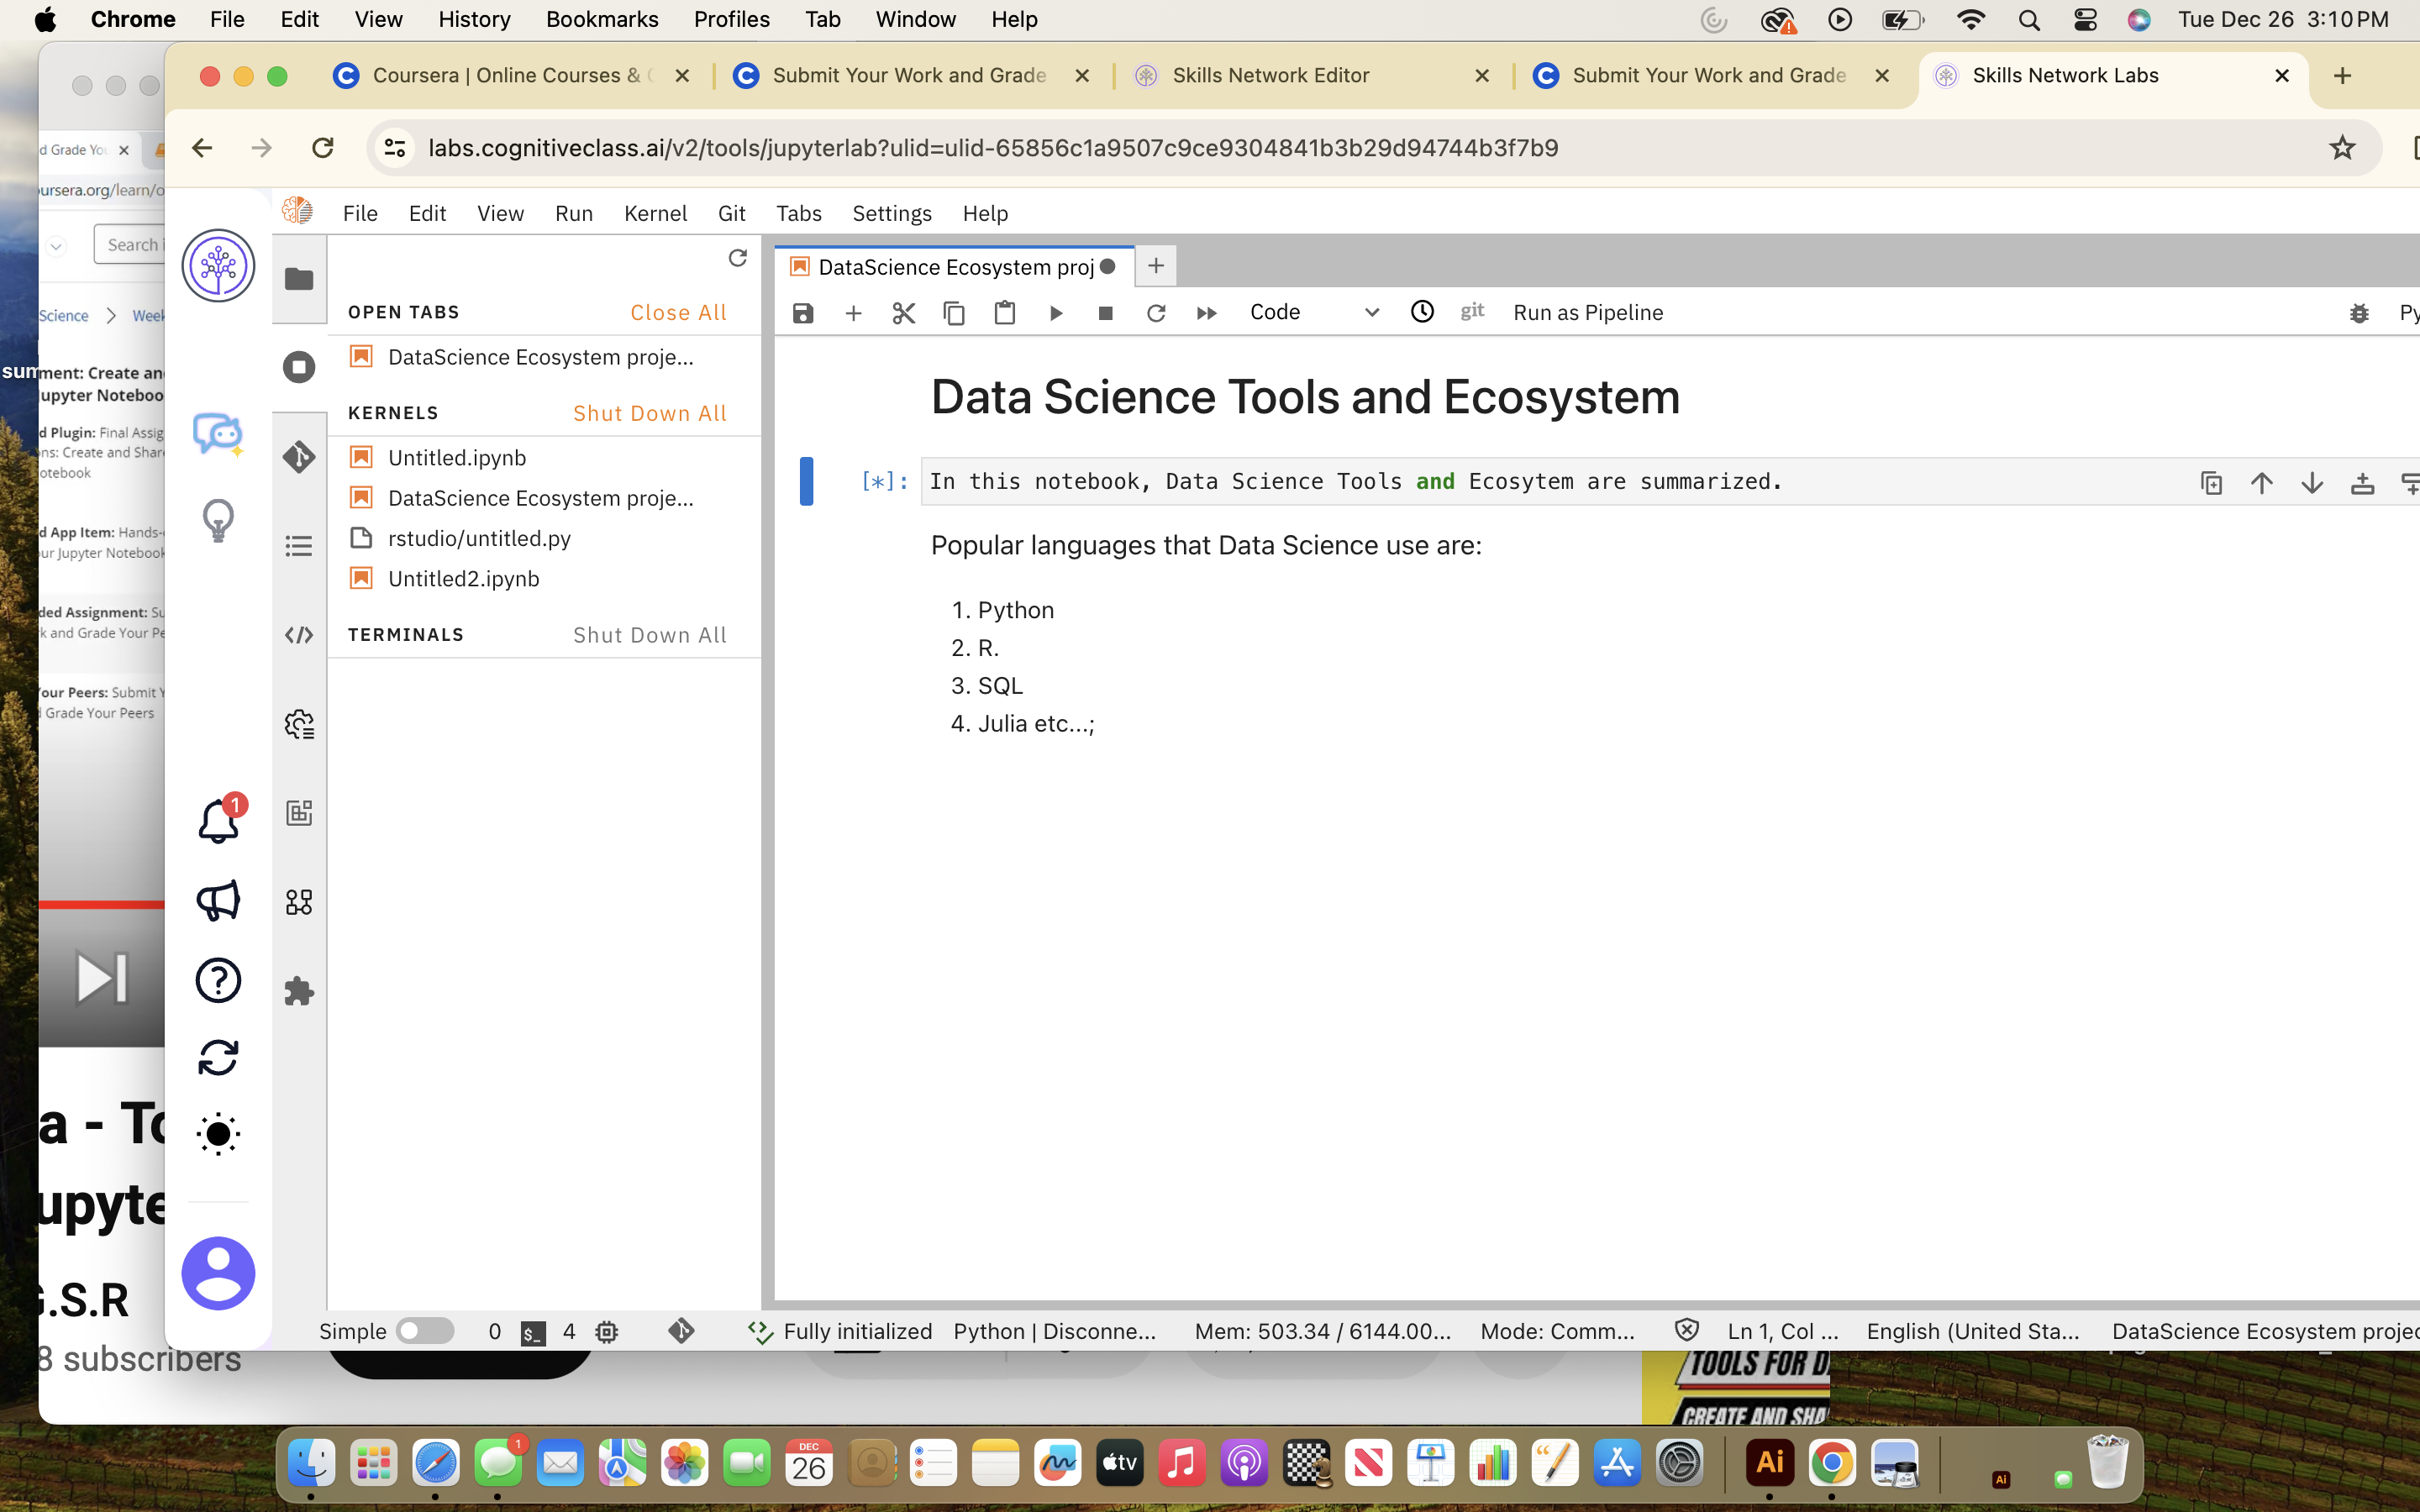 Chrome File Edit View History Bookmarks Profiles Tab Window Help Tue Dec 26 3:10 PM
Coursera | Online Courses & Submit Your Work and Grade Skills Network Editor Submit Your Work and Grade Skills Network Labs
labs.cognitiveclass.ai/v2/tools/jupyterlab?ulid=ulid-65856c1a9507c9ce9304841b3b29d94744b3f7b9
d Grade You
ursera.org/learn/o
Search i
Science > Week
sum
ment: Create an
upyter Noteboo
d Plugin: Final Assig
ns: Create and Share
otebook
d App Item: Hands-
ur Jupyter Notebook
ded Assignment: Su
k and Grade Your Pe
our Peers: Submit Y
d Grade Your Peers
a - To
upyte
G.S.R
8 subscribers
File Edit View Run Kernel Git Tabs Settings Help
OPEN TABS Close All
DataScience Ecosystem proje...
KERNELS Shut Down All
Untitled.ipynb
DataScience Ecosystem proje...
rstudio/untitled.py
Untitled2.ipynb
TERMINALS Shut Down All
1
DataScience Ecosystem proj
Code git Run as Pipeline Py
Data Science Tools and Ecosystem
[*]: In this notebook, Data Science Tools and Ecosytem are summarized.
Popular languages that Data Science use are:
1. Python
2. R.
3. SQL
4. Julia etc...;
Simple 0 $_ 4 Fully initialized Python | Disconne... Mem: 503.34 / 6144.00... Mode: Comm... Ln 1, Col ... English (United Sta... DataScience Ecosystem projec
TOOLS FOR D
CREATE AND SHA
1
DEC
26
tv
Ai
Ai